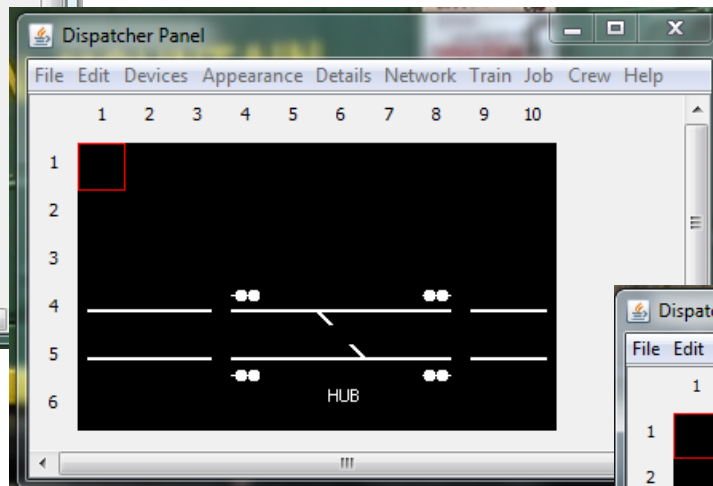 Dispatcher Panel
File Edit Devices Appearance Details Network Train Job Crew Help
1 2 3 4 5 6 7 8 9 10
1
2
3
4
5
6
HUB
Dispat
File Edit
1
1
2